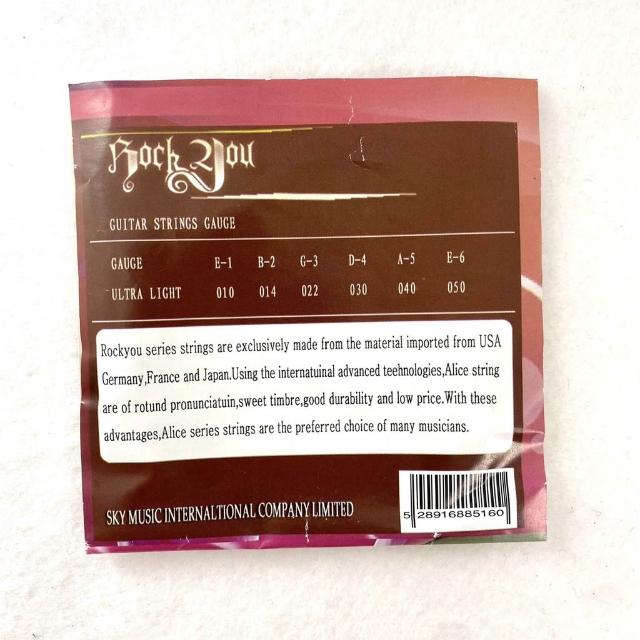 Rock You
GUITAR STRINGS GAUGE
GAUGE E-1 B-2 G-3 D-4 A-5 E-6
ULTRA LIGHT 010 014 022 030 040 050
Rockyou series strings are exclusively made from the material imported from USA
Germany,France and Japan.Using the internatuinal advanced teehnologies,Alice string
are of rotund pronunciatuin,sweet timbre,good durability and low price.With these
advantages,Alice series strings are the preferred choice of many musicians.
SKY MUSIC INTERNALTIONAL COMPANY LIMITED
5 28916885160